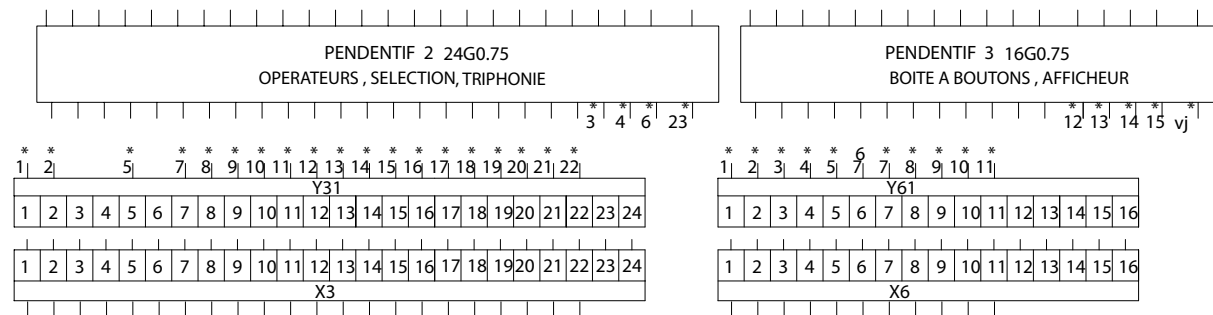 PENDENTIF 2 24G0.75
OPERATEURS , SELECTION, TRIPHONIE
* * * *
3 4 6 23
PENDENTIF 3 16G0.75
BOITE A BOUTONS , AFFICHEUR
* * * * *
12 13 14 15 vj
* * * * * * * * * * * * * * * * * * *
1 2 5 7 8 9 10 11 12 13 14 15 16 17 18 19 20 21 22
Y31
1 2 3 4 5 6 7 8 9 10 11 12 13 14 15 16 17 18 19 20 21 22 23 24
1 2 3 4 5 6 7 8 9 10 11 12 13 14 15 16 17 18 19 20 21 22 23 24
X3
* * * * * 6 * * * * *
1 2 3 4 5 7 7 8 9 10 11
Y61
1 2 3 4 5 6 7 8 9 10 11 12 13 14 15 16
1 2 3 4 5 6 7 8 9 10 11 12 13 14 15 16
X6